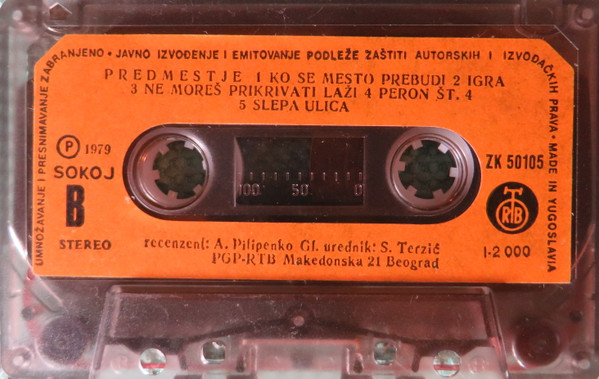 UMNOŽAVANJE I PRESNIMAVANJE ZABRANJENO • JAVNO IZVOĐENJE I EMITOVANJE PODLEŽE ZAŠTITI AUTORSKIH I IZVOĐAČKIH PRAVA • MADE IN YUGOSLAVIA
PREDMESTJE 1 KO SE MESTO PREBUDI 2 IGRA
3 NE MOREŠ PRIKRIVATI LAŽI 4 PERON ŠT. 4
5 SLEPA ULICA
Ⓟ 1979
SOKOJ
B
STEREO
100 50 0
ZK 50105
RTB
1-2 000
recenzent: A. Pilipenko Gl. urednik: S. Terzić
PGP-RTB Makedonska 21 Beograd